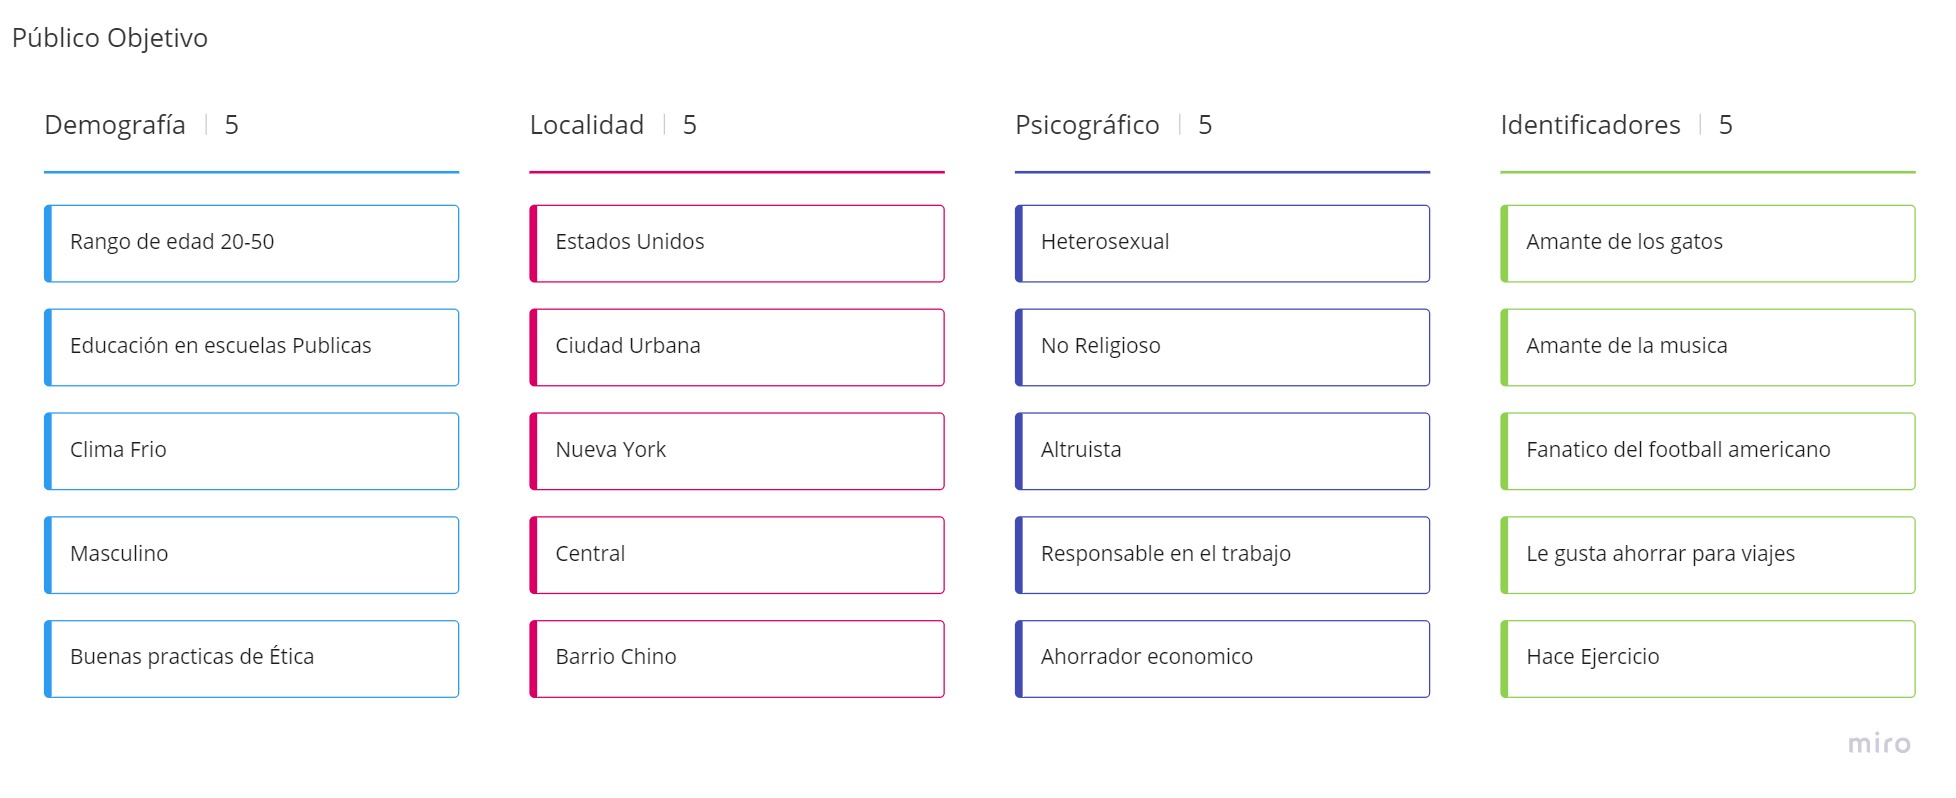 Público Objetivo
Demografía | 5
Rango de edad 20-50
Educación en escuelas Publicas
Clima Frio
Masculino
Buenas practicas de Ética
Localidad | 5
Estados Unidos
Ciudad Urbana
Nueva York
Central
Barrio Chino
Psicográfico | 5
Heterosexual
No Religioso
Altruista
Responsable en el trabajo
Ahorrador economico
Identificadores | 5
Amante de los gatos
Amante de la musica
Fanatico del football americano
Le gusta ahorrar para viajes
Hace Ejercicio
miro